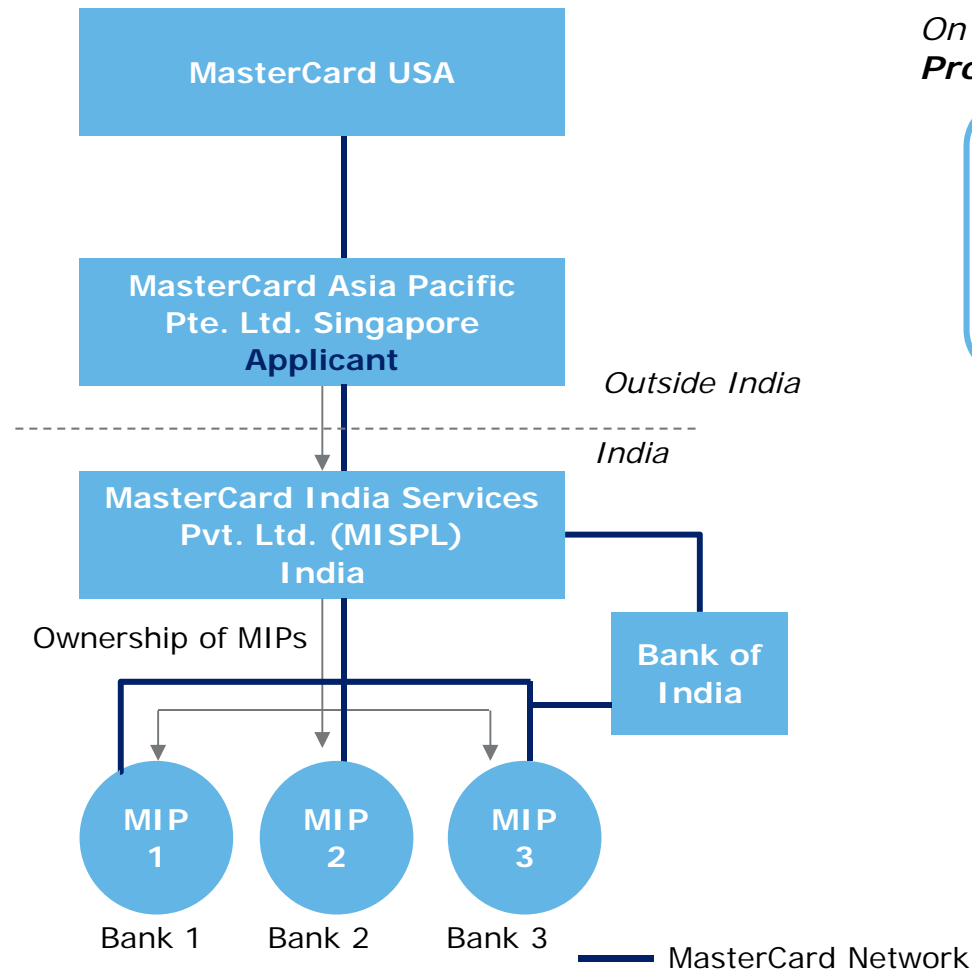 On
MasterCard USA
MasterCard Asia Pacific
Pte. Ltd. Singapore
Applicant
Outside India
India
MasterCard India Services
Pvt. Ltd. (MISPL)
India
Ownership of MIPs
Bank of
India
MIP
1
MIP
2
MIP
3
Bank 1
Bank 2
Bank 3
MasterCard Network